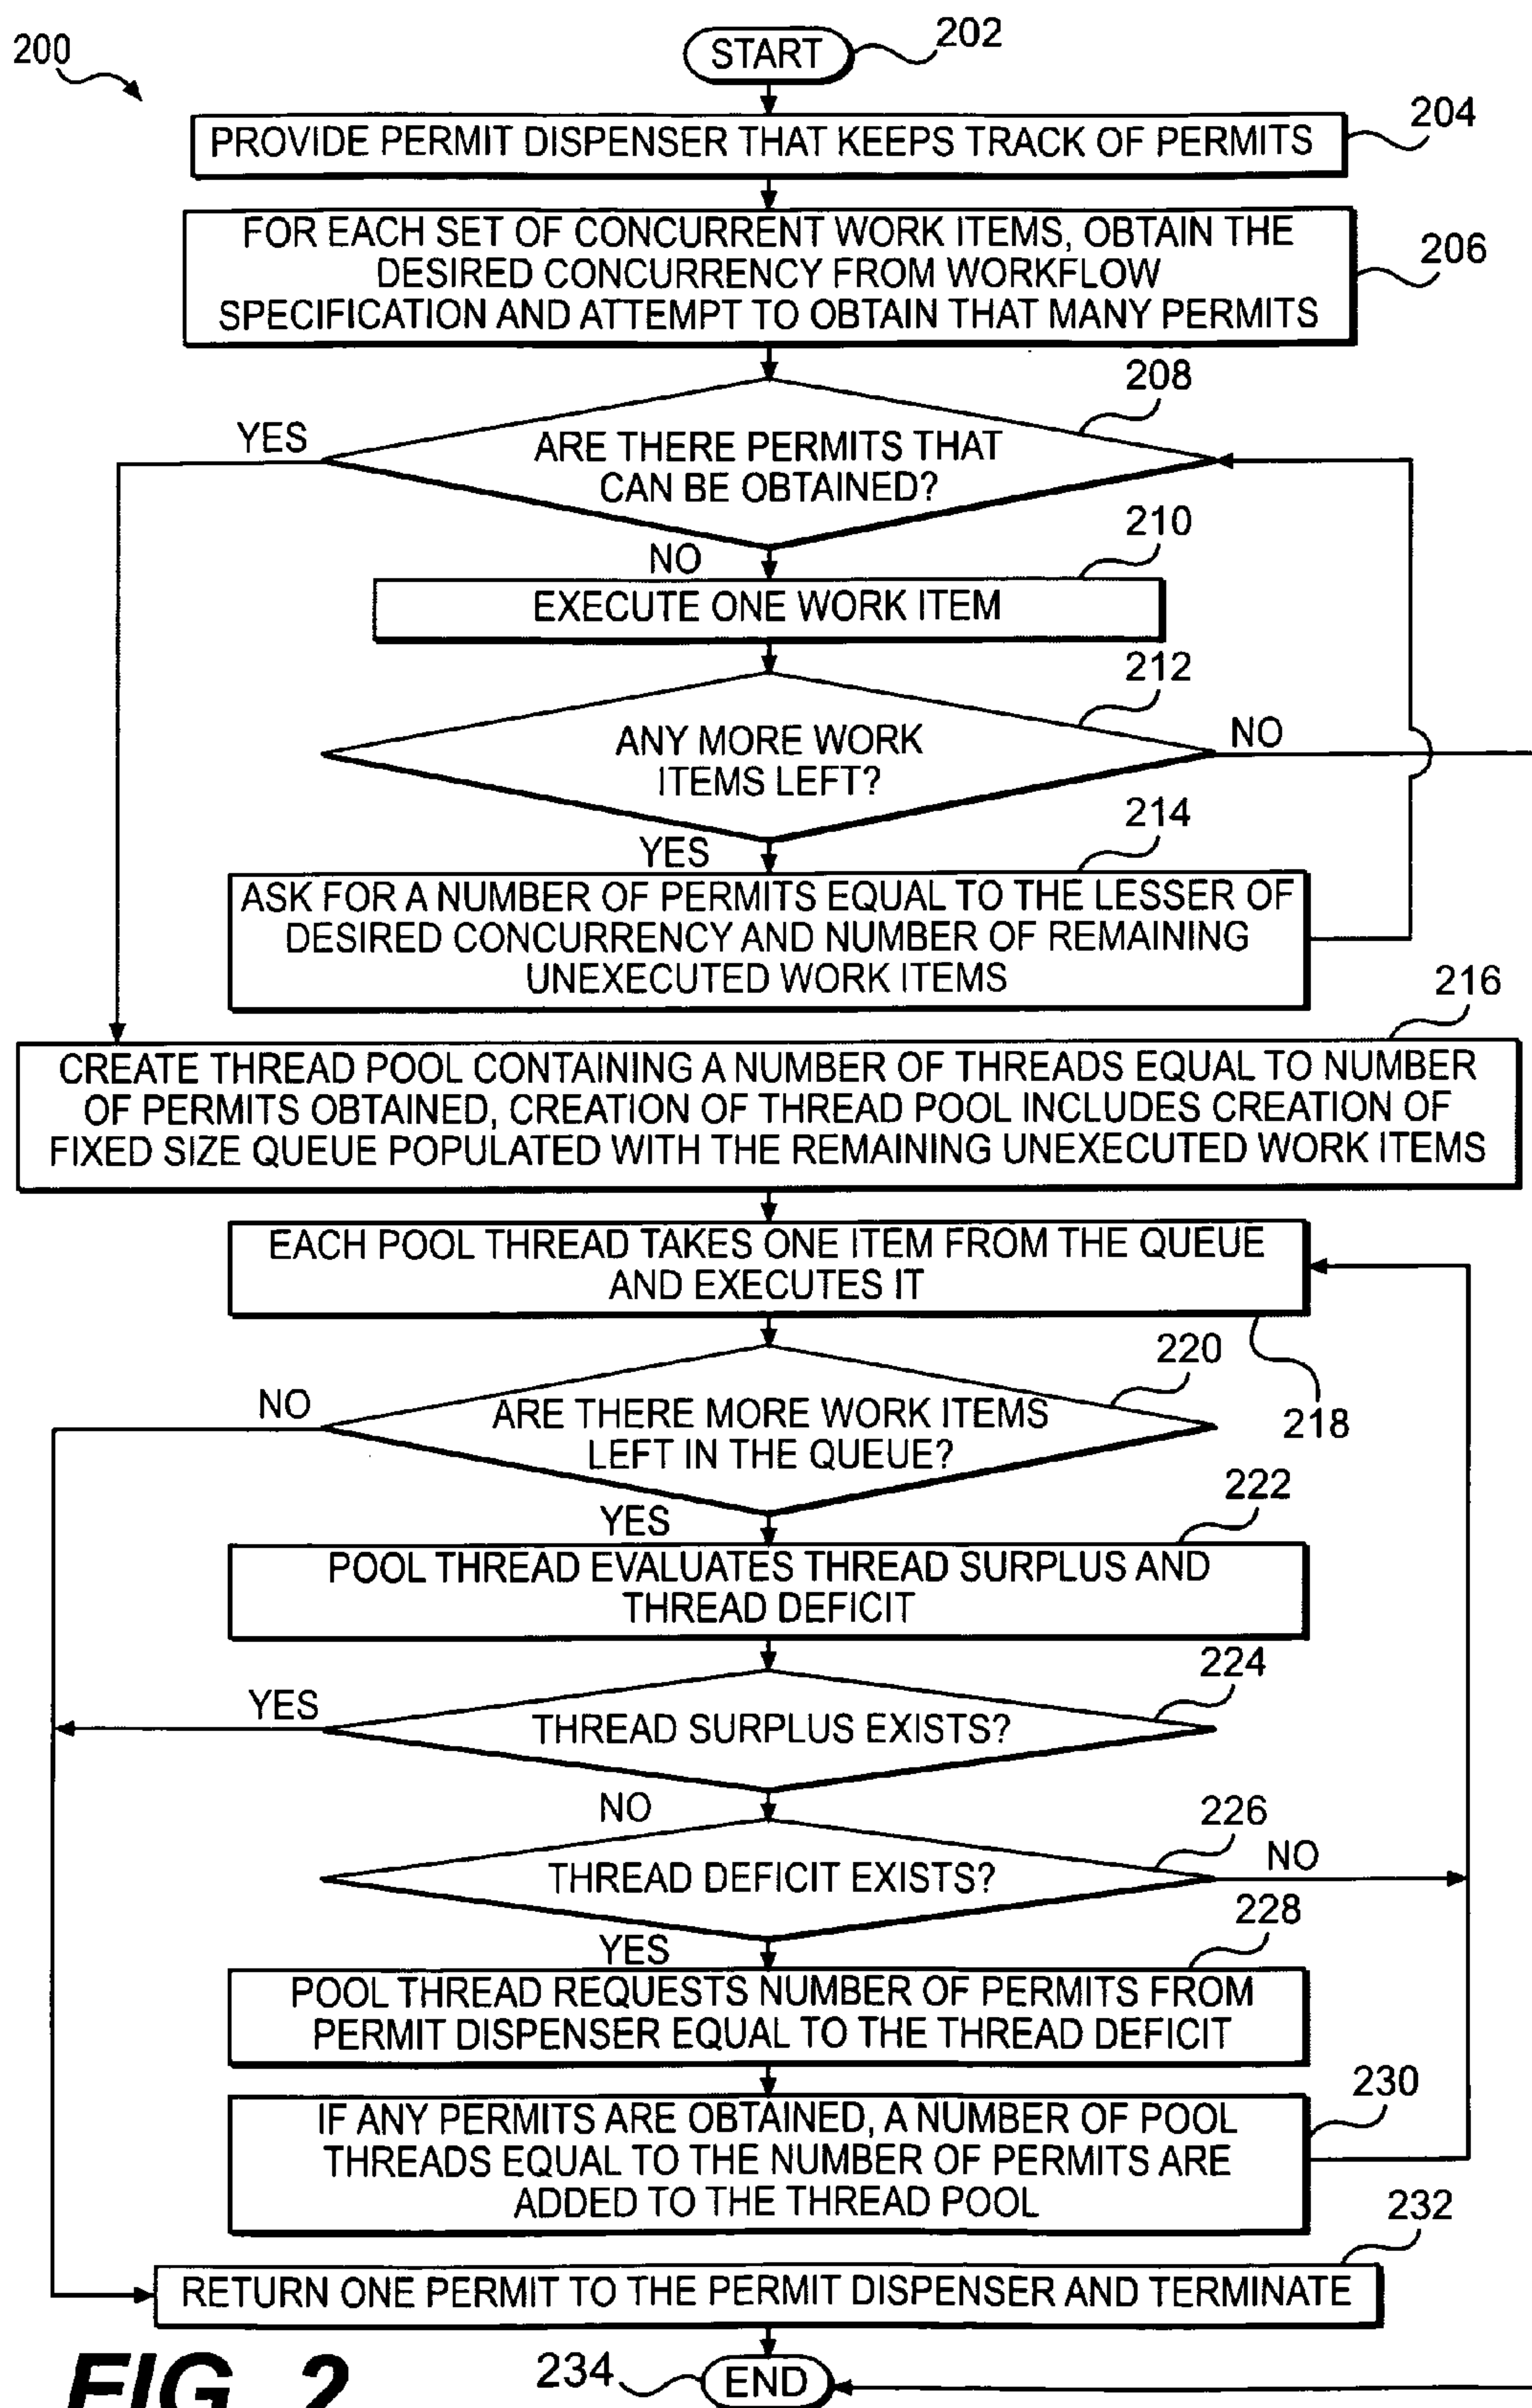 200
START
202
PROVIDE PERMIT DISPENSER THAT KEEPS TRACK OF PERMITS
204
FOR EACH SET OF CONCURRENT WORK ITEMS, OBTAIN THE
DESIRED CONCURRENCY FROM WORKFLOW
SPECIFICATION AND ATTEMPT TO OBTAIN THAT MANY PERMITS
206
208
YES
ARE THERE PERMITS THAT
CAN BE OBTAINED?
NO
210
EXECUTE ONE WORK ITEM
212
ANY MORE WORK
ITEMS LEFT?
NO
YES
214
ASK FOR A NUMBER OF PERMITS EQUAL TO THE LESSER OF
DESIRED CONCURRENCY AND NUMBER OF REMAINING
UNEXECUTED WORK ITEMS
216
CREATE THREAD POOL CONTAINING A NUMBER OF THREADS EQUAL TO NUMBER
OF PERMITS OBTAINED, CREATION OF THREAD POOL INCLUDES CREATION OF
FIXED SIZE QUEUE POPULATED WITH THE REMAINING UNEXECUTED WORK ITEMS
EACH POOL THREAD TAKES ONE ITEM FROM THE QUEUE
AND EXECUTES IT
218
220
NO
ARE THERE MORE WORK ITEMS
LEFT IN THE QUEUE?
YES
222
POOL THREAD EVALUATES THREAD SURPLUS AND
THREAD DEFICIT
224
YES
THREAD SURPLUS EXISTS?
NO
226
THREAD DEFICIT EXISTS?
NO
YES
228
POOL THREAD REQUESTS NUMBER OF PERMITS FROM
PERMIT DISPENSER EQUAL TO THE THREAD DEFICIT
230
IF ANY PERMITS ARE OBTAINED, A NUMBER OF POOL
THREADS EQUAL TO THE NUMBER OF PERMITS ARE
ADDED TO THE THREAD POOL
232
RETURN ONE PERMIT TO THE PERMIT DISPENSER AND TERMINATE
234
END
FIG. 2